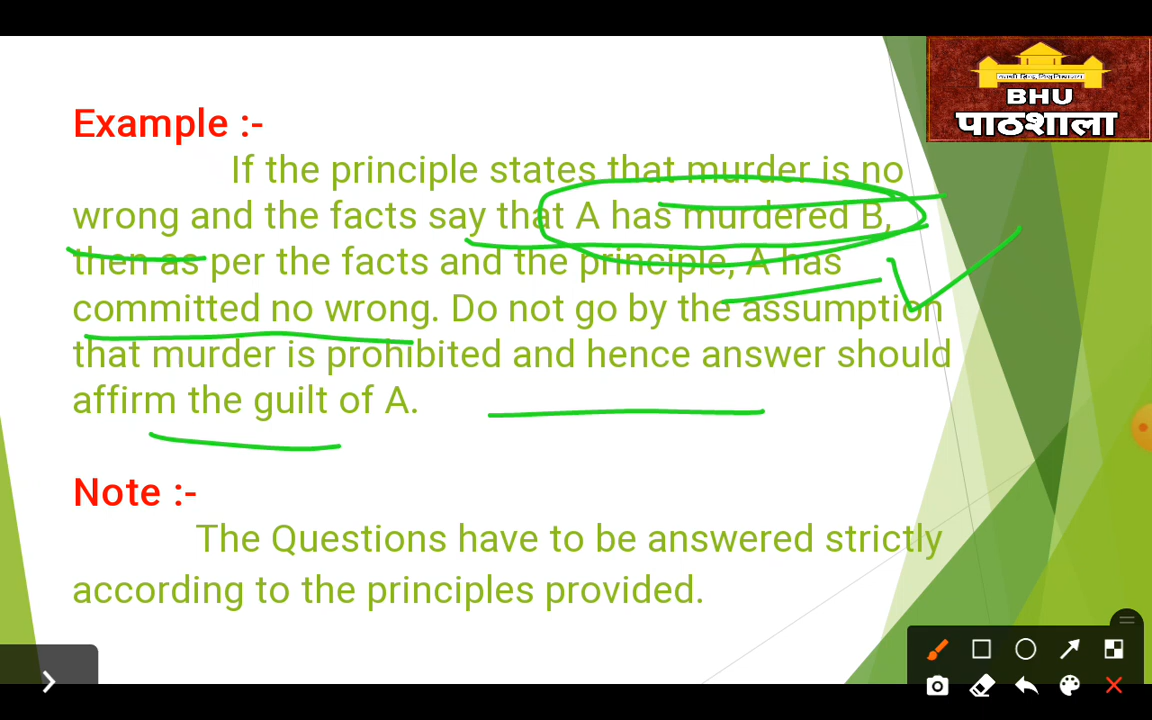 BHU
पाठशाला
Example :-
If the principle states that murder is no
wrong and the facts say that A has murdered B,
then as per the facts and the principle, A has
committed no wrong. Do not go by the assumption
that murder is prohibited and hence answer should
affirm the guilt of A.
Note :-
The Questions have to be answered strictly
according to the principles provided.